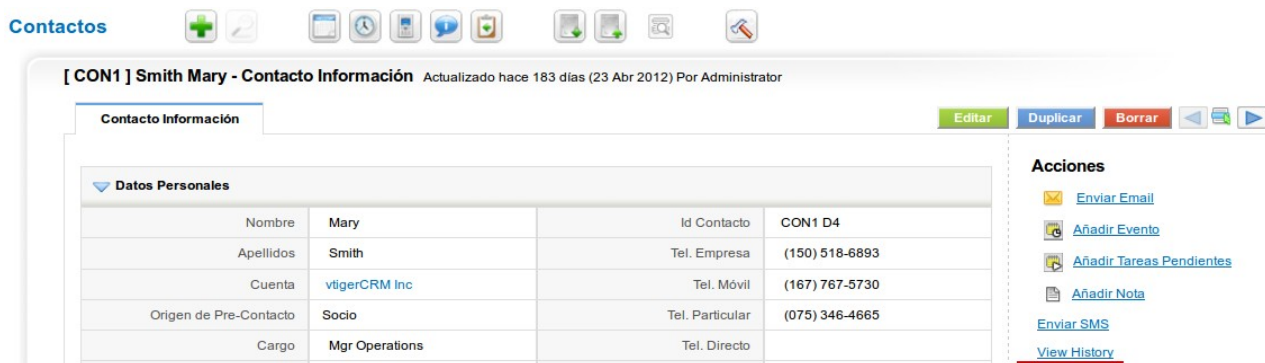 Contactos
[ CON1 ] Smith Mary - Contacto Información Actualizado hace 183 días (23 Abr 2012) Por Administrator
Contacto Información
Editar Duplicar Borrar
Datos Personales
Nombre Mary Id Contacto CON1 D4
Apellidos Smith Tel. Empresa (150) 518-6893
Cuenta vtigerCRM Inc Tel. Móvil (167) 767-5730
Origen de Pre-Contacto Socio Tel. Particular (075) 346-4665
Cargo Mgr Operations Tel. Directo
Acciones
Enviar Email
Añadir Evento
Añadir Tareas Pendientes
Añadir Nota
Enviar SMS
View History